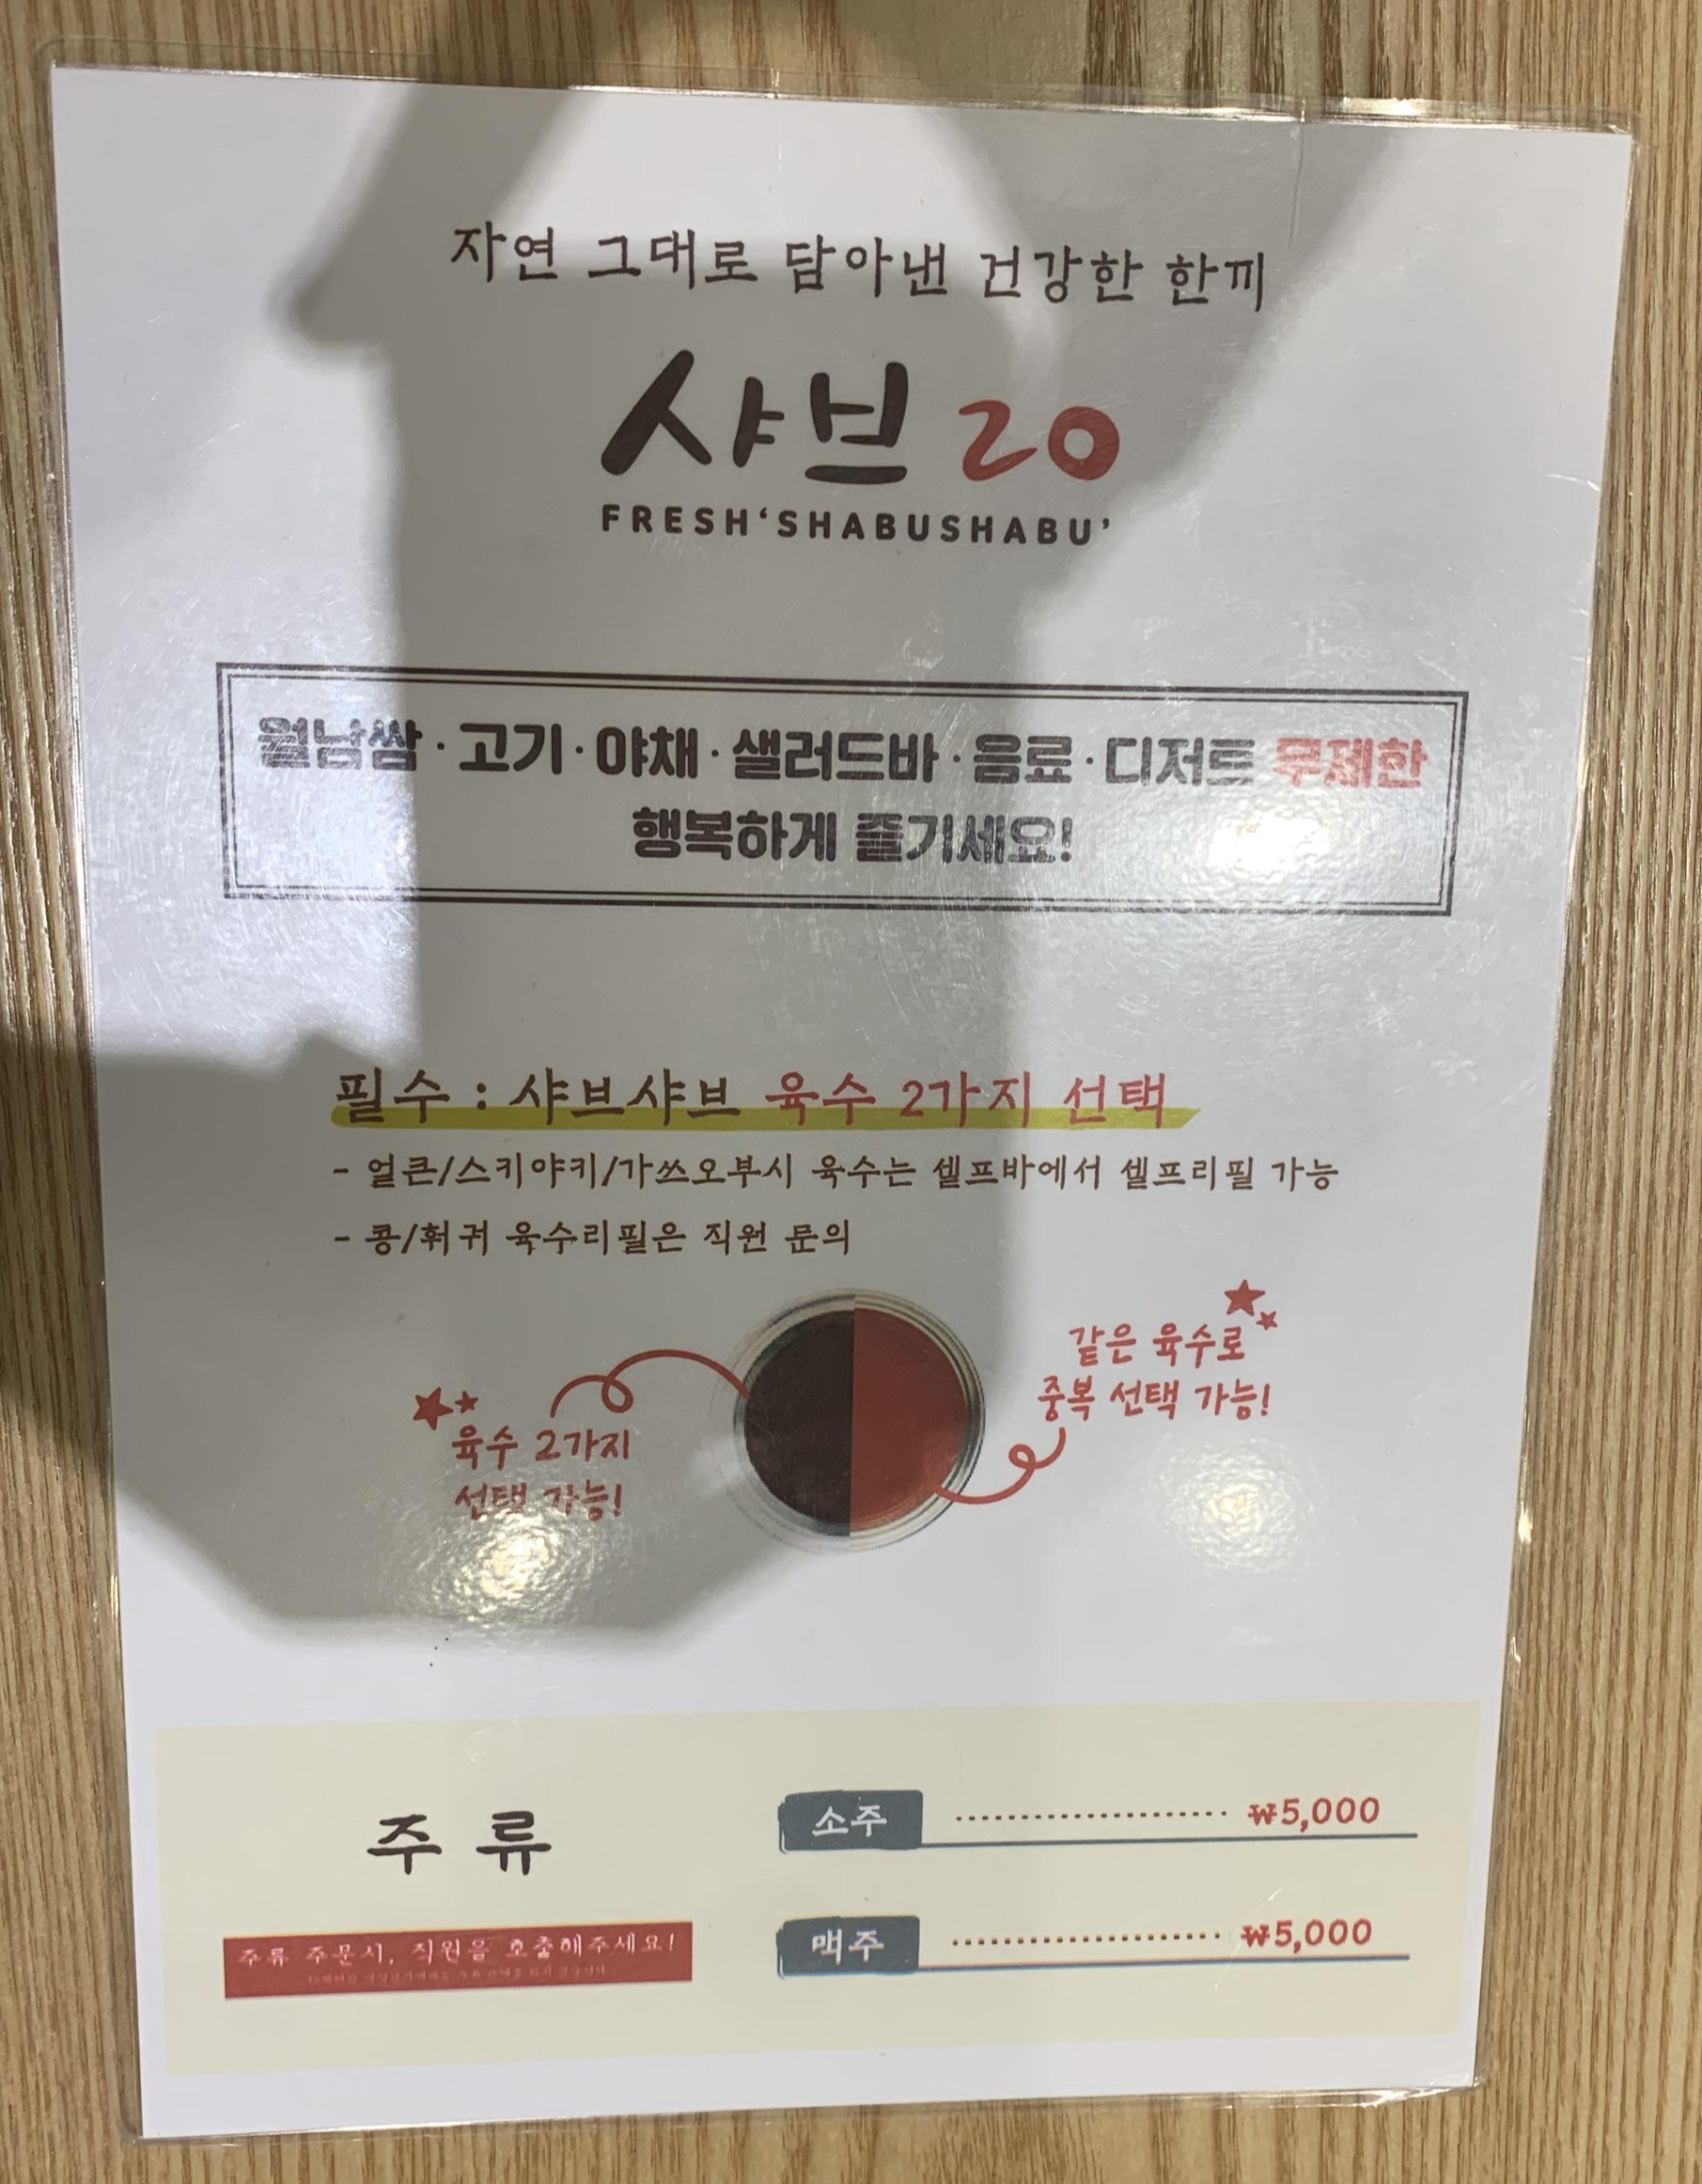 자연 그대로 담아낸 건강한 한끼
샤브 20
FRESH‘SHABUSHABU’
월남쌈·고기·야채·샐러드바·음료·디저트 무제한
행복하게 즐기세요!
필수 : 샤브샤브 육수 2가지 선택
- 얼큰/스키야키/가쓰오부시 육수는 셀프바에서 셀프리필 가능
- 콩/훠궈 육수리필은 직원 문의
같은 육수로
중복 선택 가능!
육수 2가지
선택 가능!
주류
주류 주문시, 직원을 호출해주세요!
소주 ₩5,000
맥주 ₩5,000